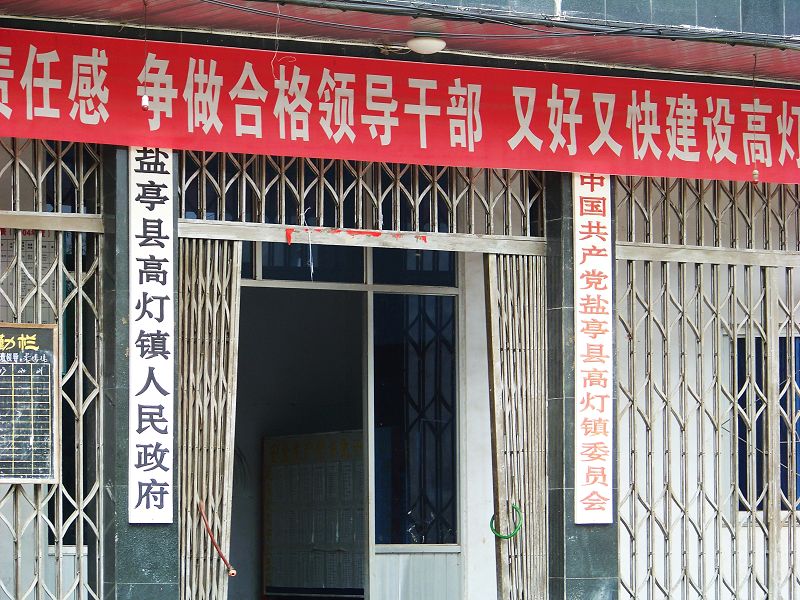 责任感 争做合格领导干部 又好又快建设高灯
盐亭县高灯镇人民政府
中国共产党盐亭县高灯镇委员会
动栏